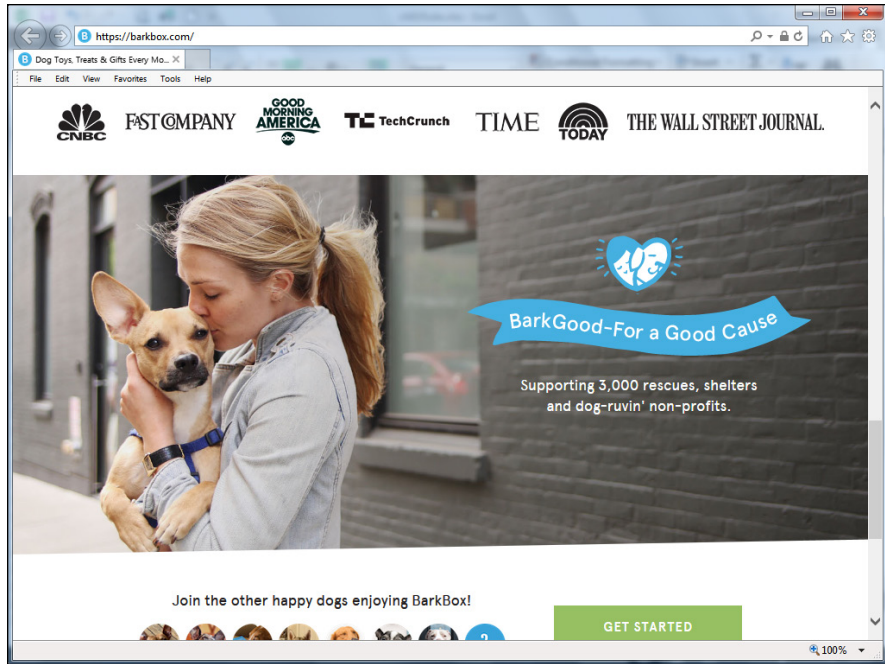 https://barkbox.com/
Dog Toys, Treats & Gifts Every Mo...
File Edit View Favorites Tools Help
CNBC
FAST COMPANY
GOOD
MORNING
AMERICA
abc
TechCrunch
TIME
TODAY
THE WALL STREET JOURNAL.
BarkGood-For a Good Cause
Supporting 3,000 rescues, shelters
and dog-ruvin' non-profits.
Join the other happy dogs enjoying BarkBox!
GET STARTED
100%